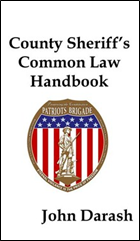 County Sheriff's
Common Law
Handbook
PATRIOTS BRIGADE
John Darash